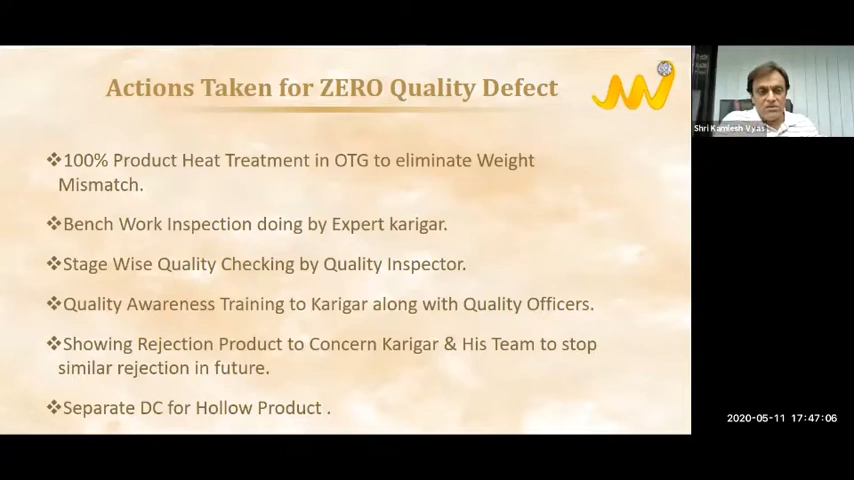 Actions Taken for ZERO Quality Defect
❖100% Product Heat Treatment in OTG to eliminate Weight
Mismatch.
❖Bench Work Inspection doing by Expert karigar.
❖Stage Wise Quality Checking by Quality Inspector.
❖Quality Awareness Training to Karigar along with Quality Officers.
❖Showing Rejection Product to Concern Karigar & His Team to stop
similar rejection in future.
❖Separate DC for Hollow Product .
Shri Kamlesh Vyas
2020-05-11 17:47:06